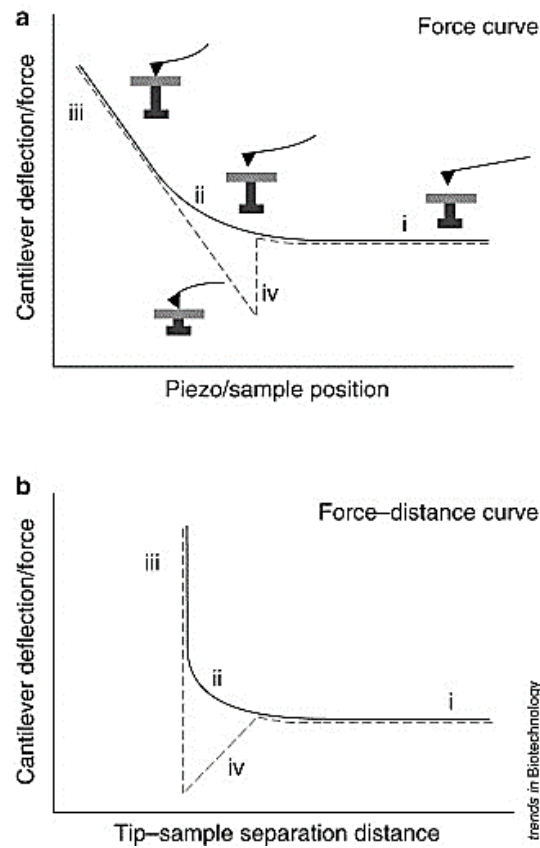 a
Force curve
iii
ii
i
iv
Cantilever deflection/force
Piezo/sample position
b
Force–distance curve
iii
ii
i
iv
Cantilever deflection/force
Tip–sample separation distance
trends in Biotechnology